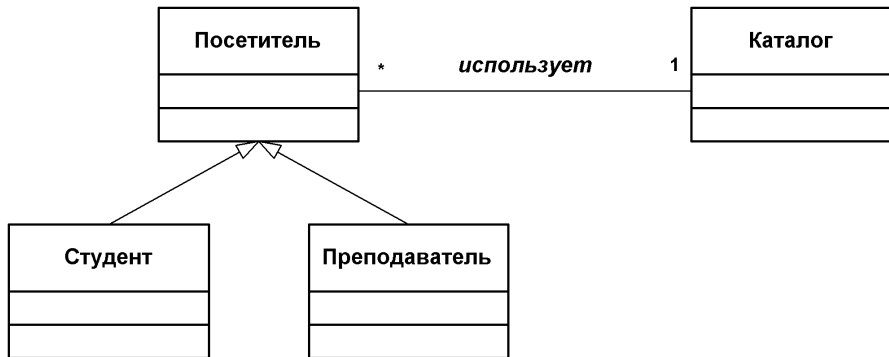 Посетитель
* использует 1
Каталог
Студент
Преподаватель